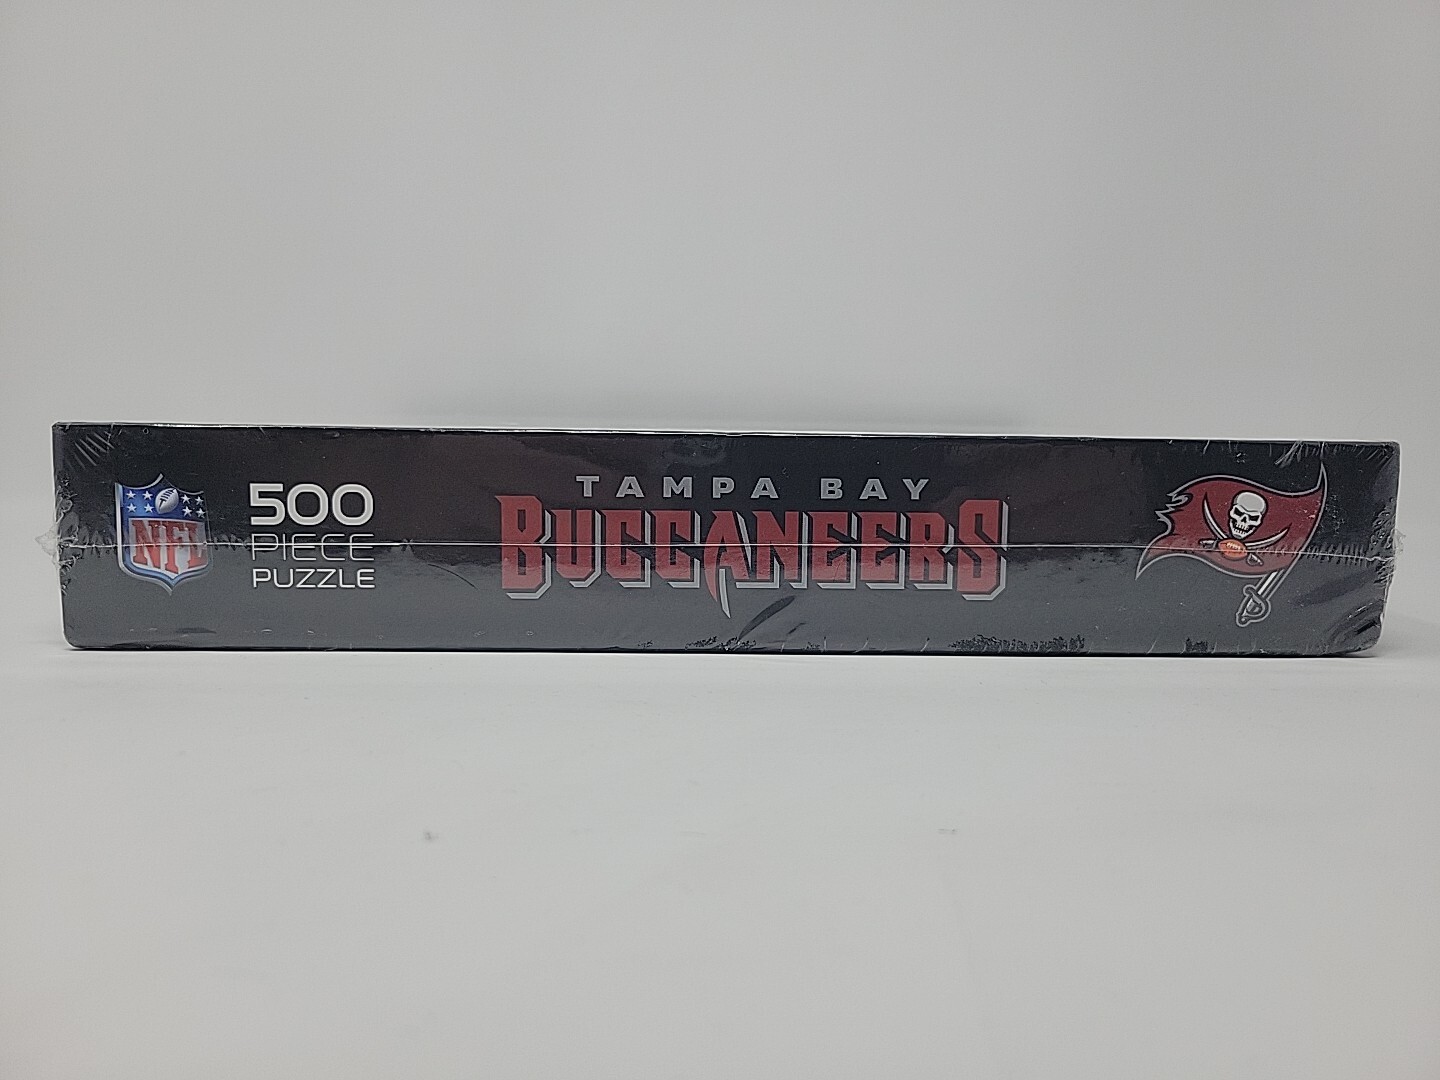 NFL
500
PIECE
PUZZLE
TAMPA BAY
BUCCANEERS